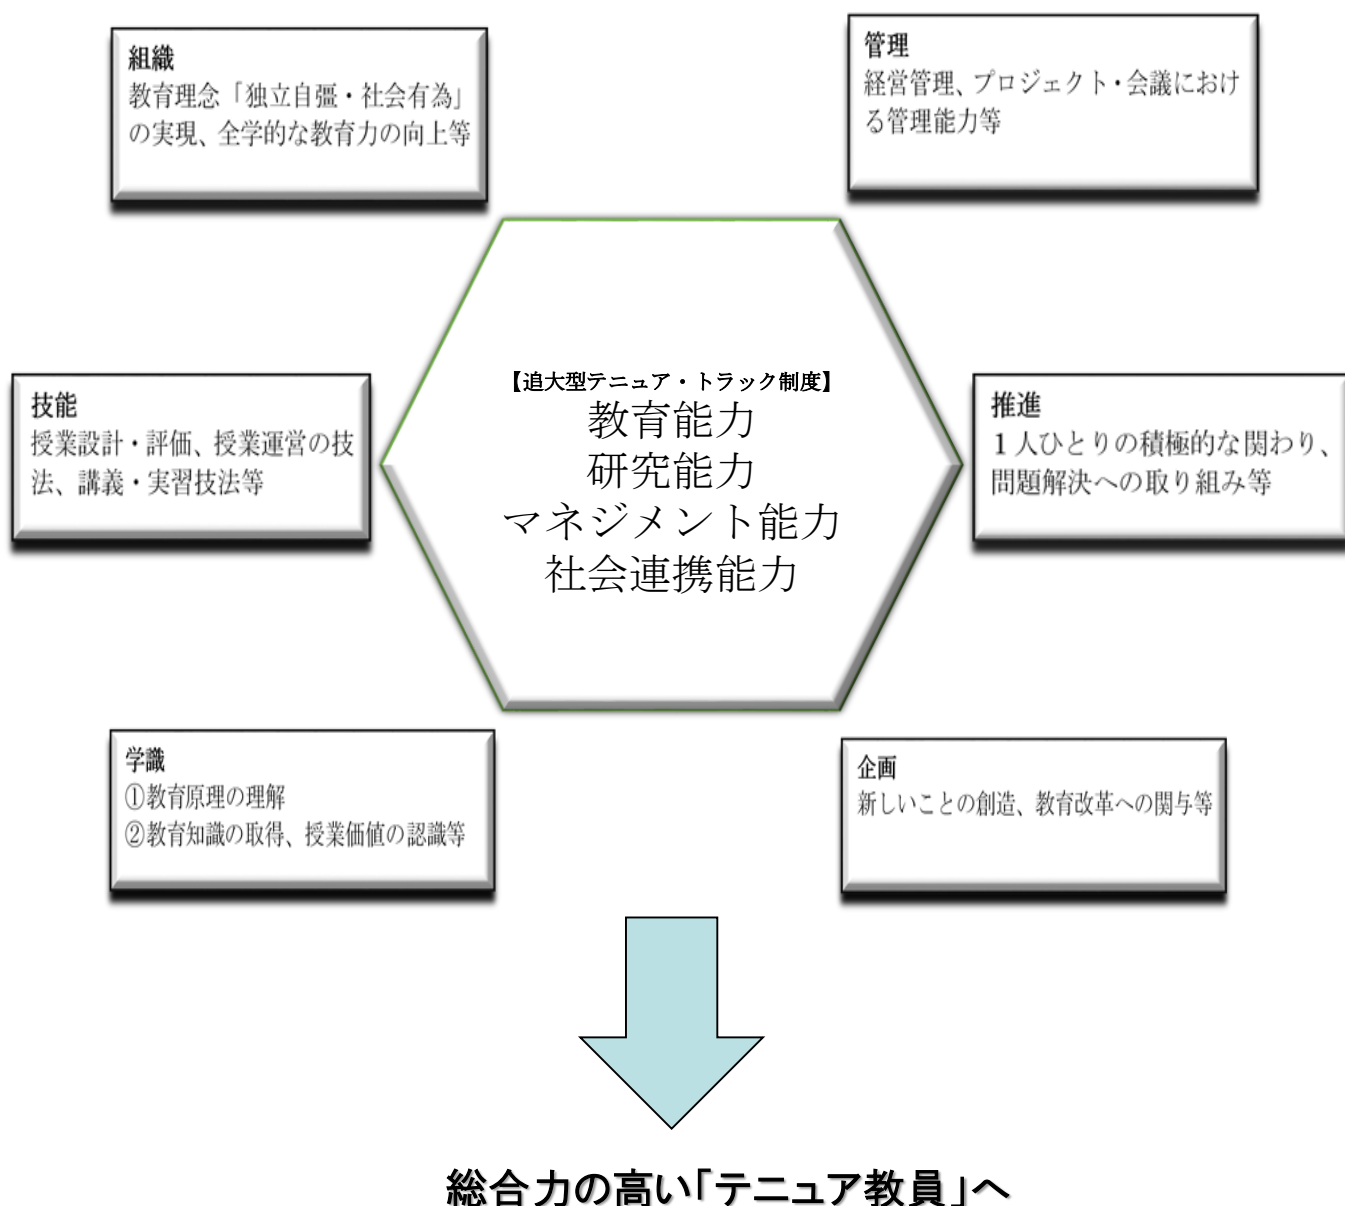 組織
教育理念「独立自彊・社会有為」
の実現、全学的な教育力の向上等
管理
経営管理、プロジェクト・会議におけ
る管理能力等
【追大型テニュア・トラック制度】
教育能力
研究能力
マネジメント能力
社会連携能力
技能
授業設計・評価、授業運営の技
法、講義・実習技法等
推進
1人ひとりの積極的な関わり、
問題解決への取り組み等
学識
①教育原理の理解
②教育知識の取得、授業価値の認識等
企画
新しいことの創造、教育改革への関与等
総合力の高い「テニュア教員」へ